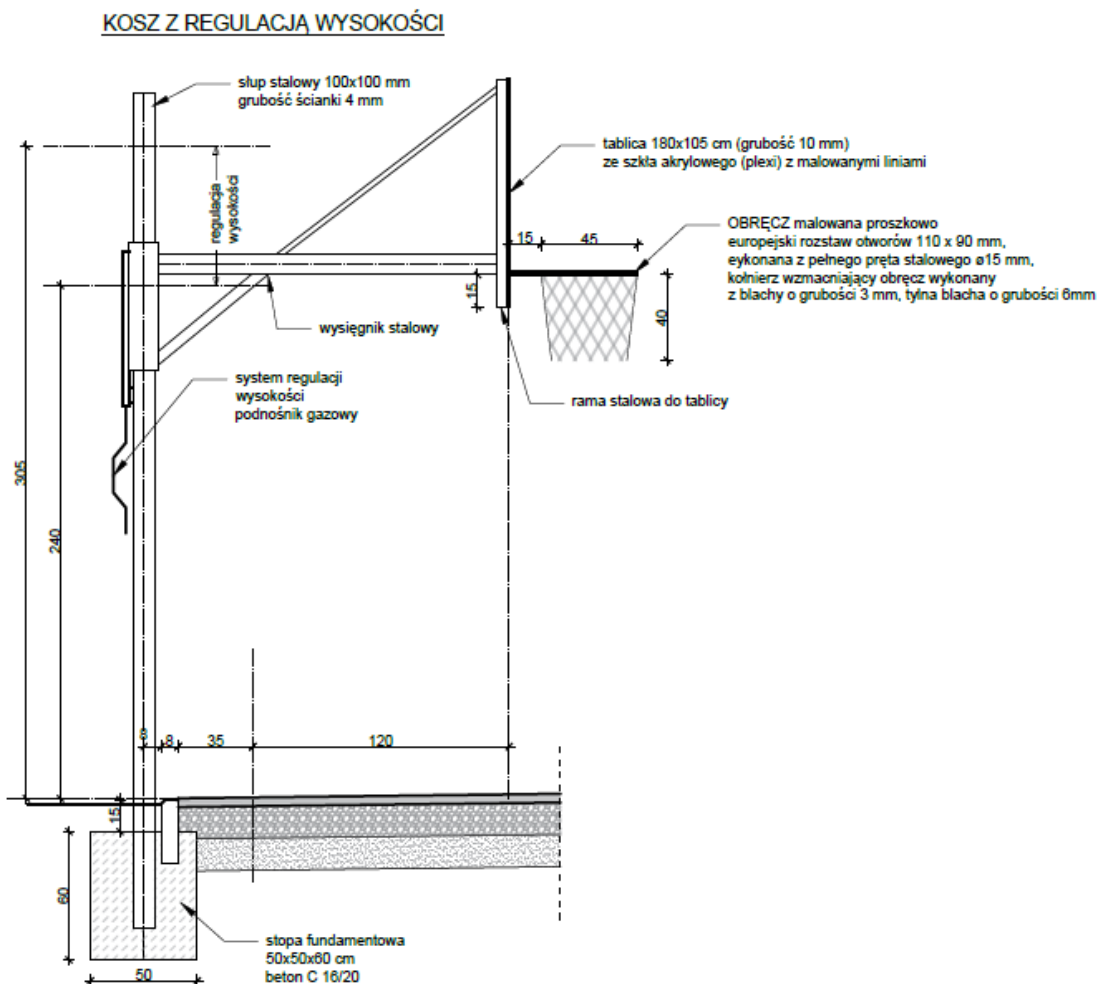 KOSZ Z REGULACJĄ WYSOKOŚCI
słup stalowy 100x100 mm
grubość ścianki 4 mm
tablica 180x105 cm (grubość 10 mm)
ze szkła akrylowego (plexi) z malowanymi liniami
regulacja
wysokości
OBRĘCZ malowana proszkowo
europejski rozstaw otworów 110 x 90 mm,
eykonana z pełnego pręta stalowego ø15 mm,
kołnierz wzmacniający obręcz wykonany
z blachy o grubości 3 mm, tylna blacha o grubości 6mm
15
45
15
40
wysięgnik stalowy
system regulacji
wysokości
podnośnik gazowy
rama stalowa do tablicy
305
240
8
35
120
15
60
50
stopa fundamentowa
50x50x60 cm
beton C 16/20